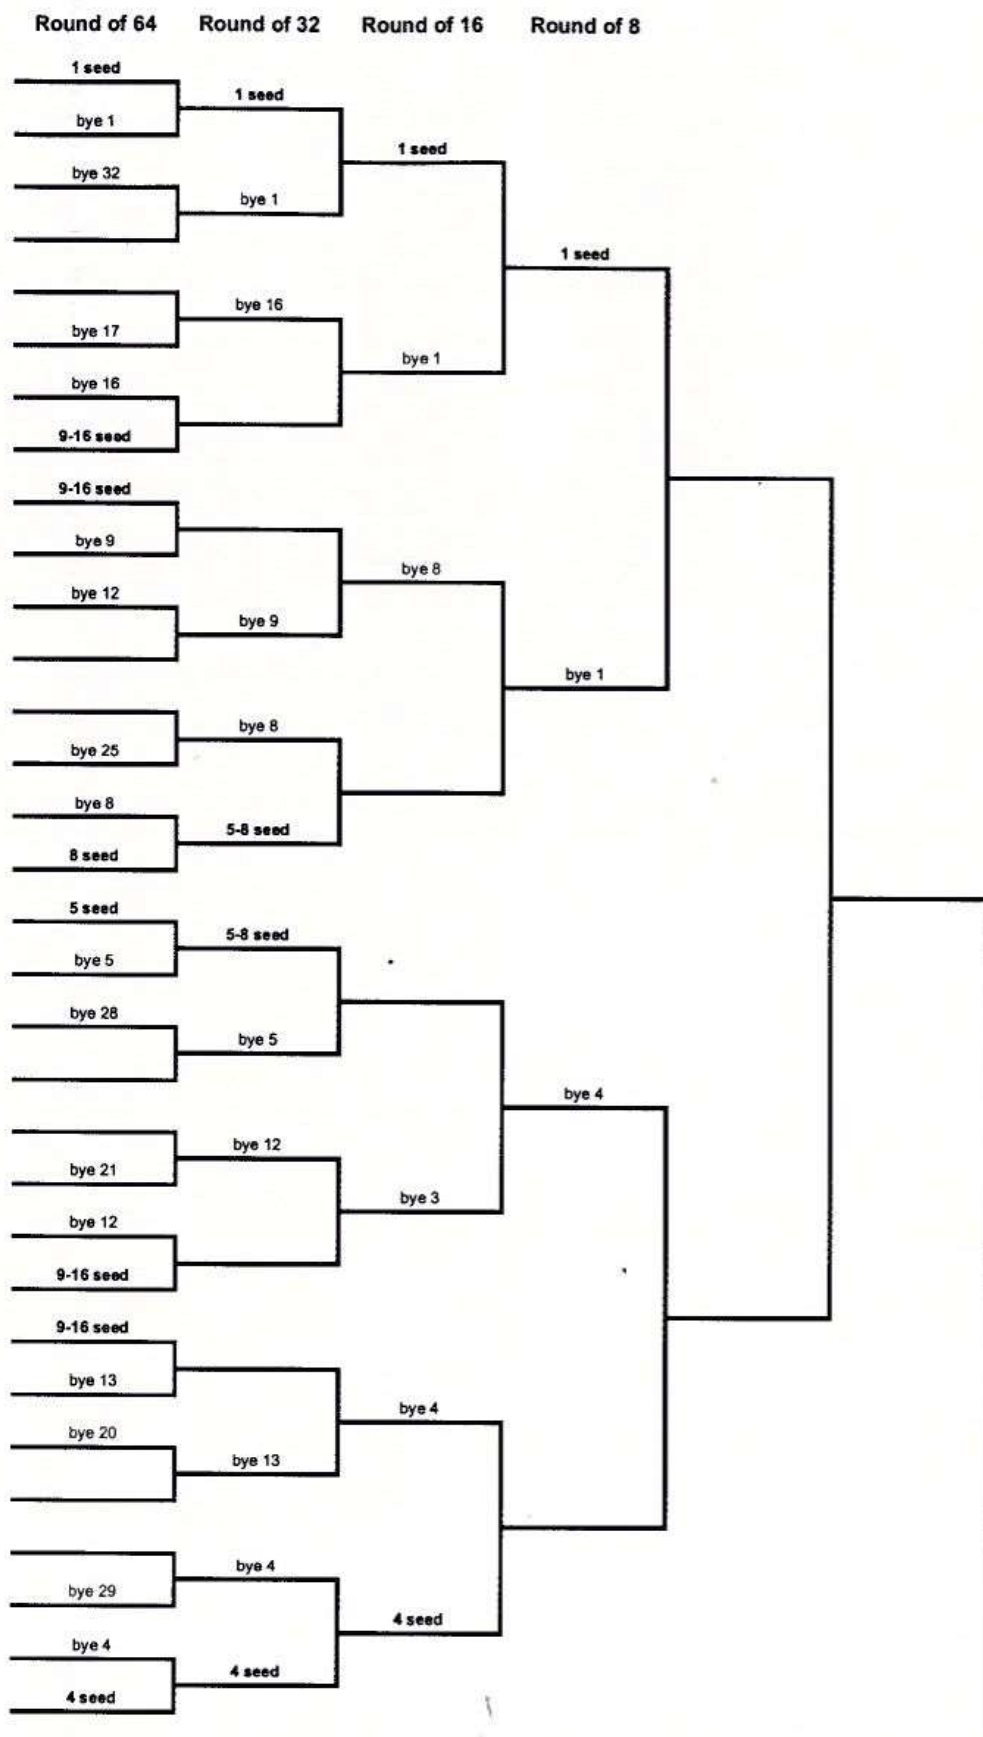 Round of 64 Round of 32 Round of 16 Round of 8
1 seed
1 seed
bye 1
1 seed
bye 32
bye 1
1 seed
bye 16
bye 17
bye 1
bye 16
9-16 seed
9-16 seed
bye 9
bye 8
bye 12
bye 9
bye 1
bye 8
bye 25
bye 8
5-8 seed
8 seed
5 seed
5-8 seed
bye 5
bye 28
bye 5
bye 4
bye 12
bye 21
bye 3
bye 12
9-16 seed
9-16 seed
bye 13
bye 4
bye 20
bye 13
bye 4
bye 29
4 seed
bye 4
4 seed
4 seed